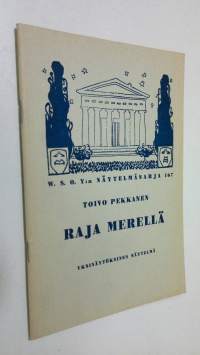 W. S. O. Y:n NÄYTELMÄSARJA 167
TOIVO PEKKANEN
RAJA MERELLÄ
YKSINÄYTÖKSINEN NÄYTELMÄ